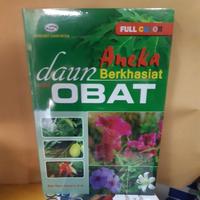 FULL COLOR
Aneka
daun Berkhasiat
OBAT